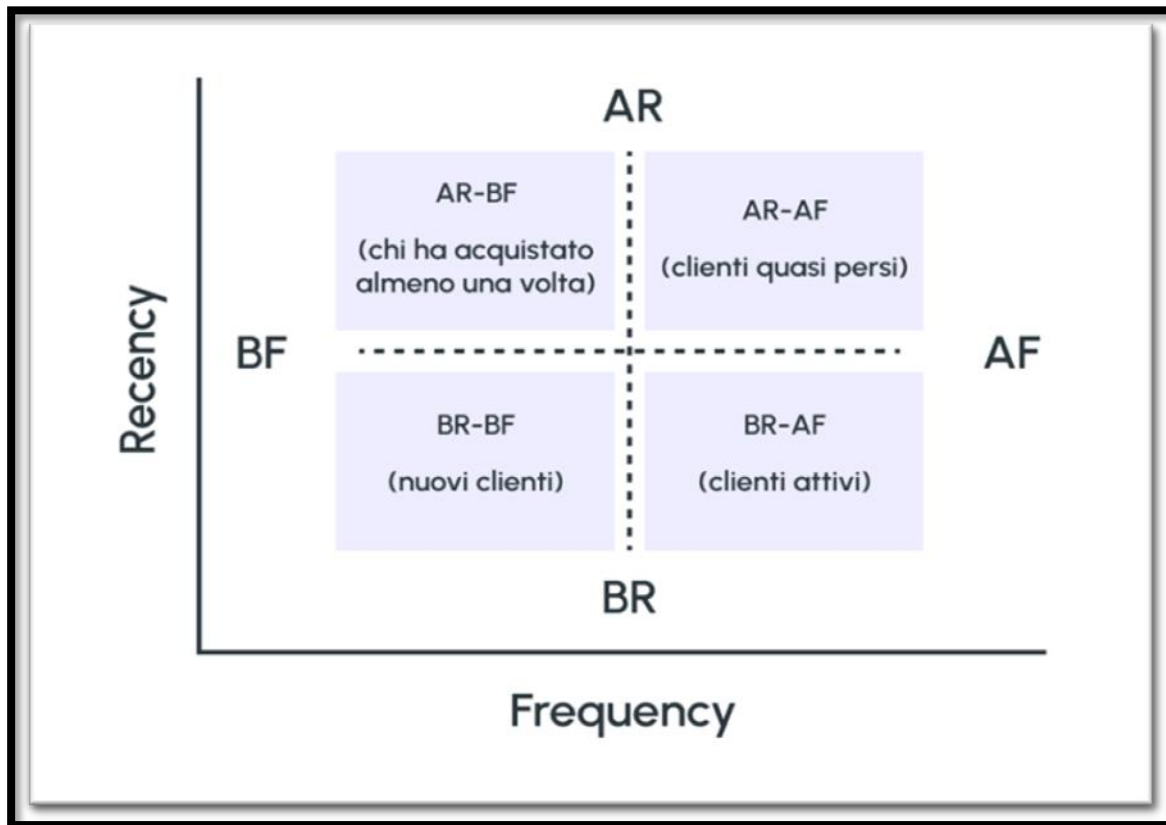 AR
AR-BF
(chi ha acquistato
almeno una volta)
AR-AF
(clienti quasi persi)
Recency
BF
AF
BR-BF
(nuovi clienti)
BR-AF
(clienti attivi)
BR
Frequency